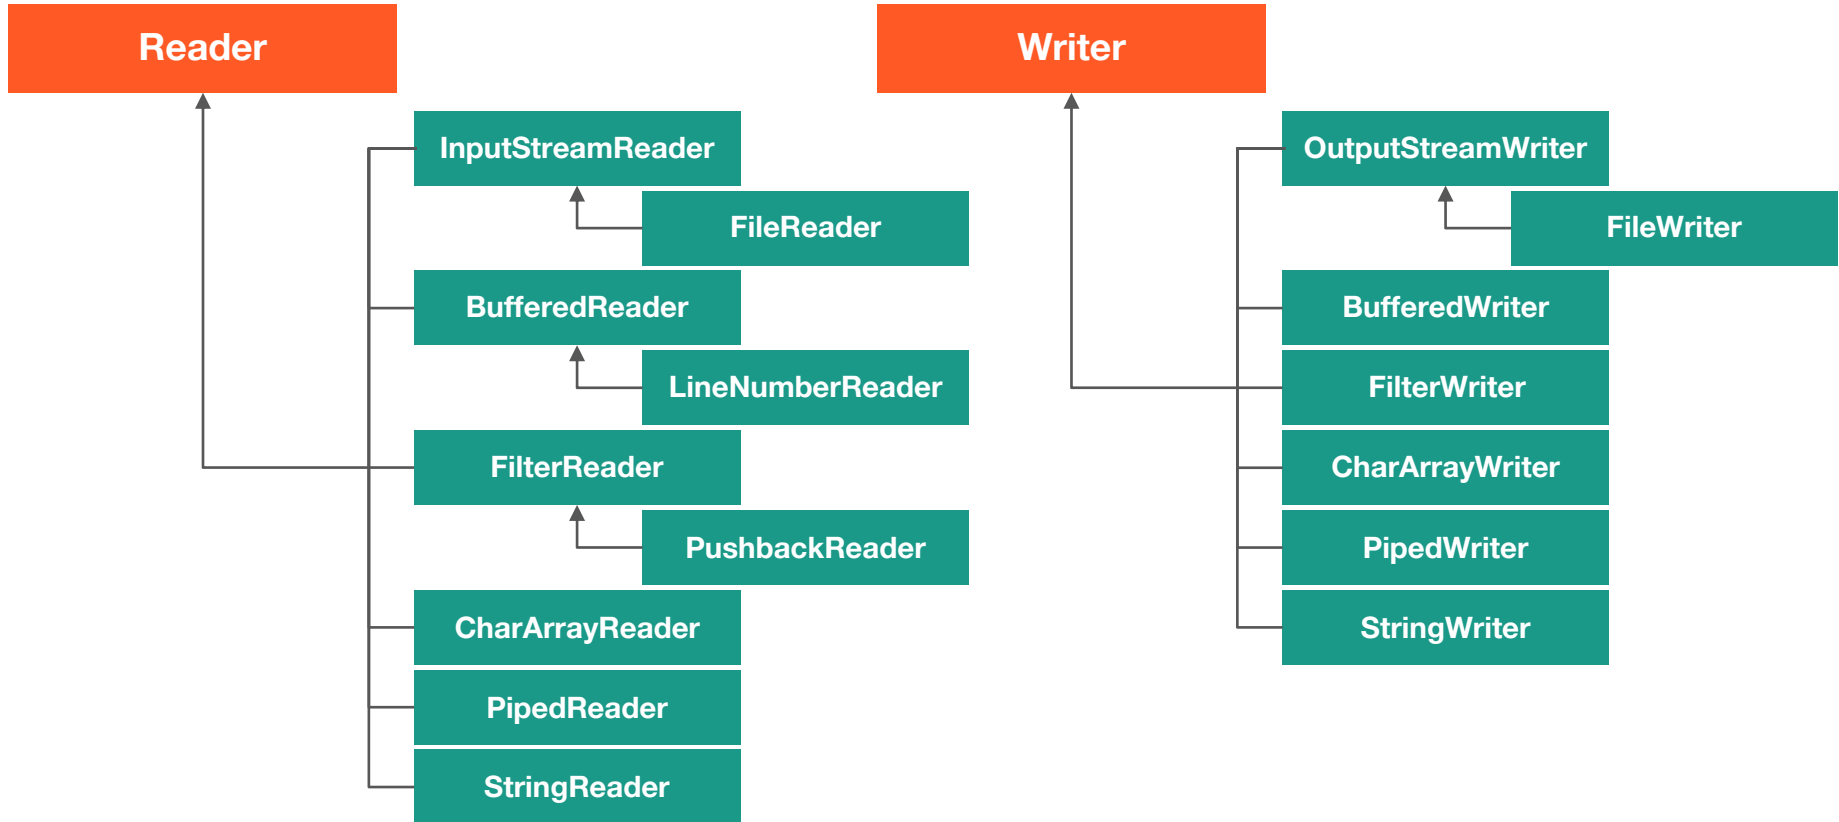 Reader
InputStreamReader
FileReader
BufferedReader
LineNumberReader
FilterReader
PushbackReader
CharArrayReader
PipedReader
StringReader
Writer
OutputStreamWriter
FileWriter
BufferedWriter
FilterWriter
CharArrayWriter
PipedWriter
StringWriter